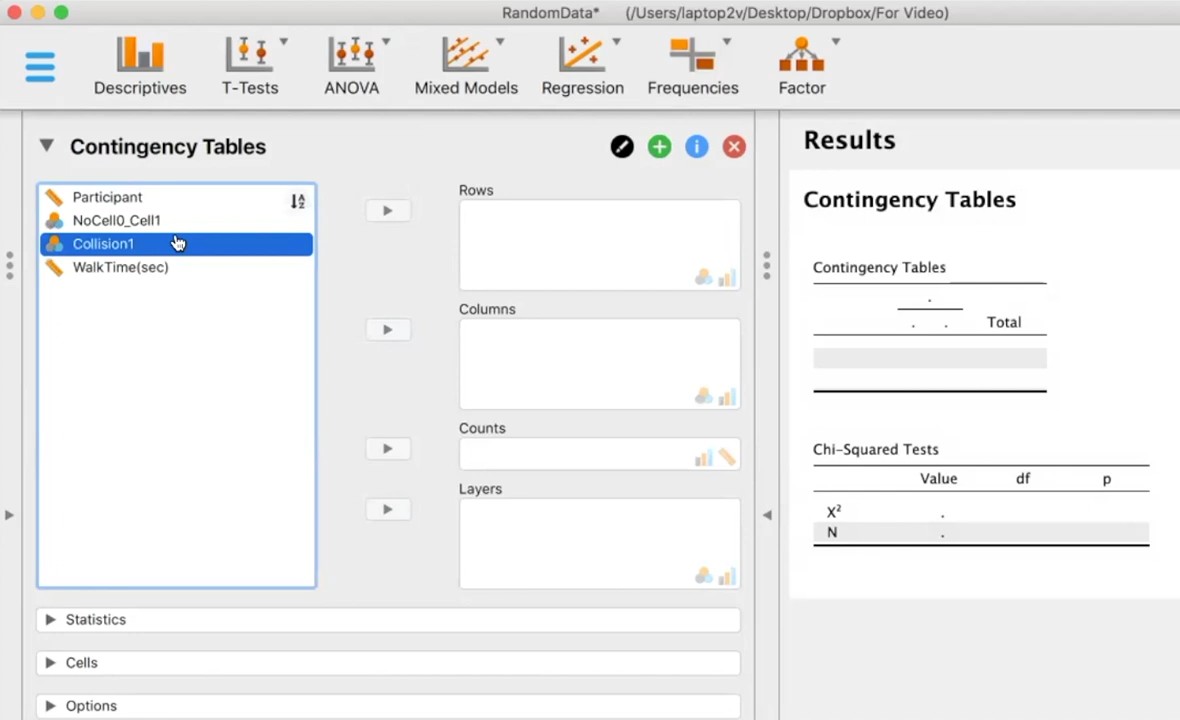 RandomData* (/Users/laptop2v/Desktop/Dropbox/For Video)
Descriptives T-Tests ANOVA Mixed Models Regression Frequencies Factor
Contingency Tables
Participant
NoCell0_Cell1
Collision1
WalkTime(sec)
Rows
Columns
Counts
Layers
Statistics
Cells
Options
Results
Contingency Tables
Contingency Tables
.
. . Total
Chi-Squared Tests
Value df p
Χ² .
N .